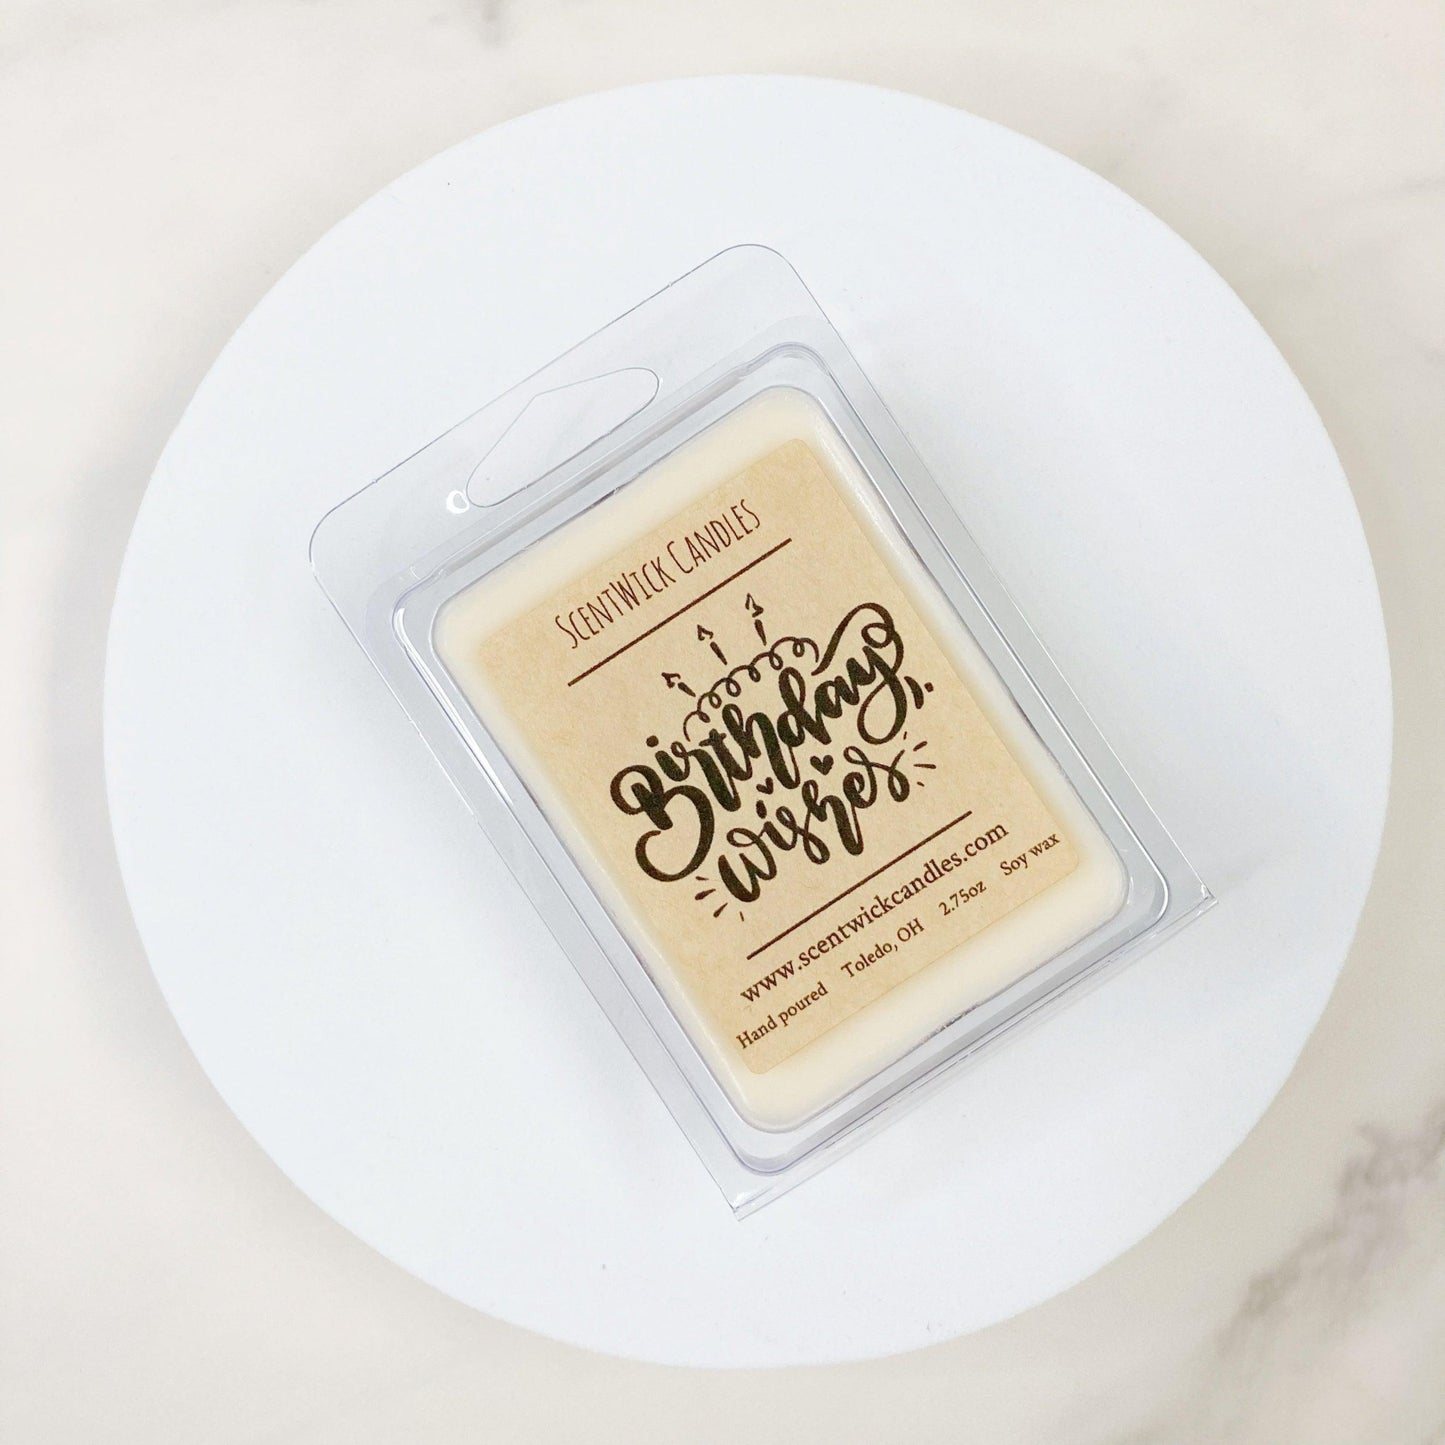 ScentWick Candles
Birthday
wishes
www.scentwickcandles.com
Hand poured Toledo, OH 2.75oz Soy wax